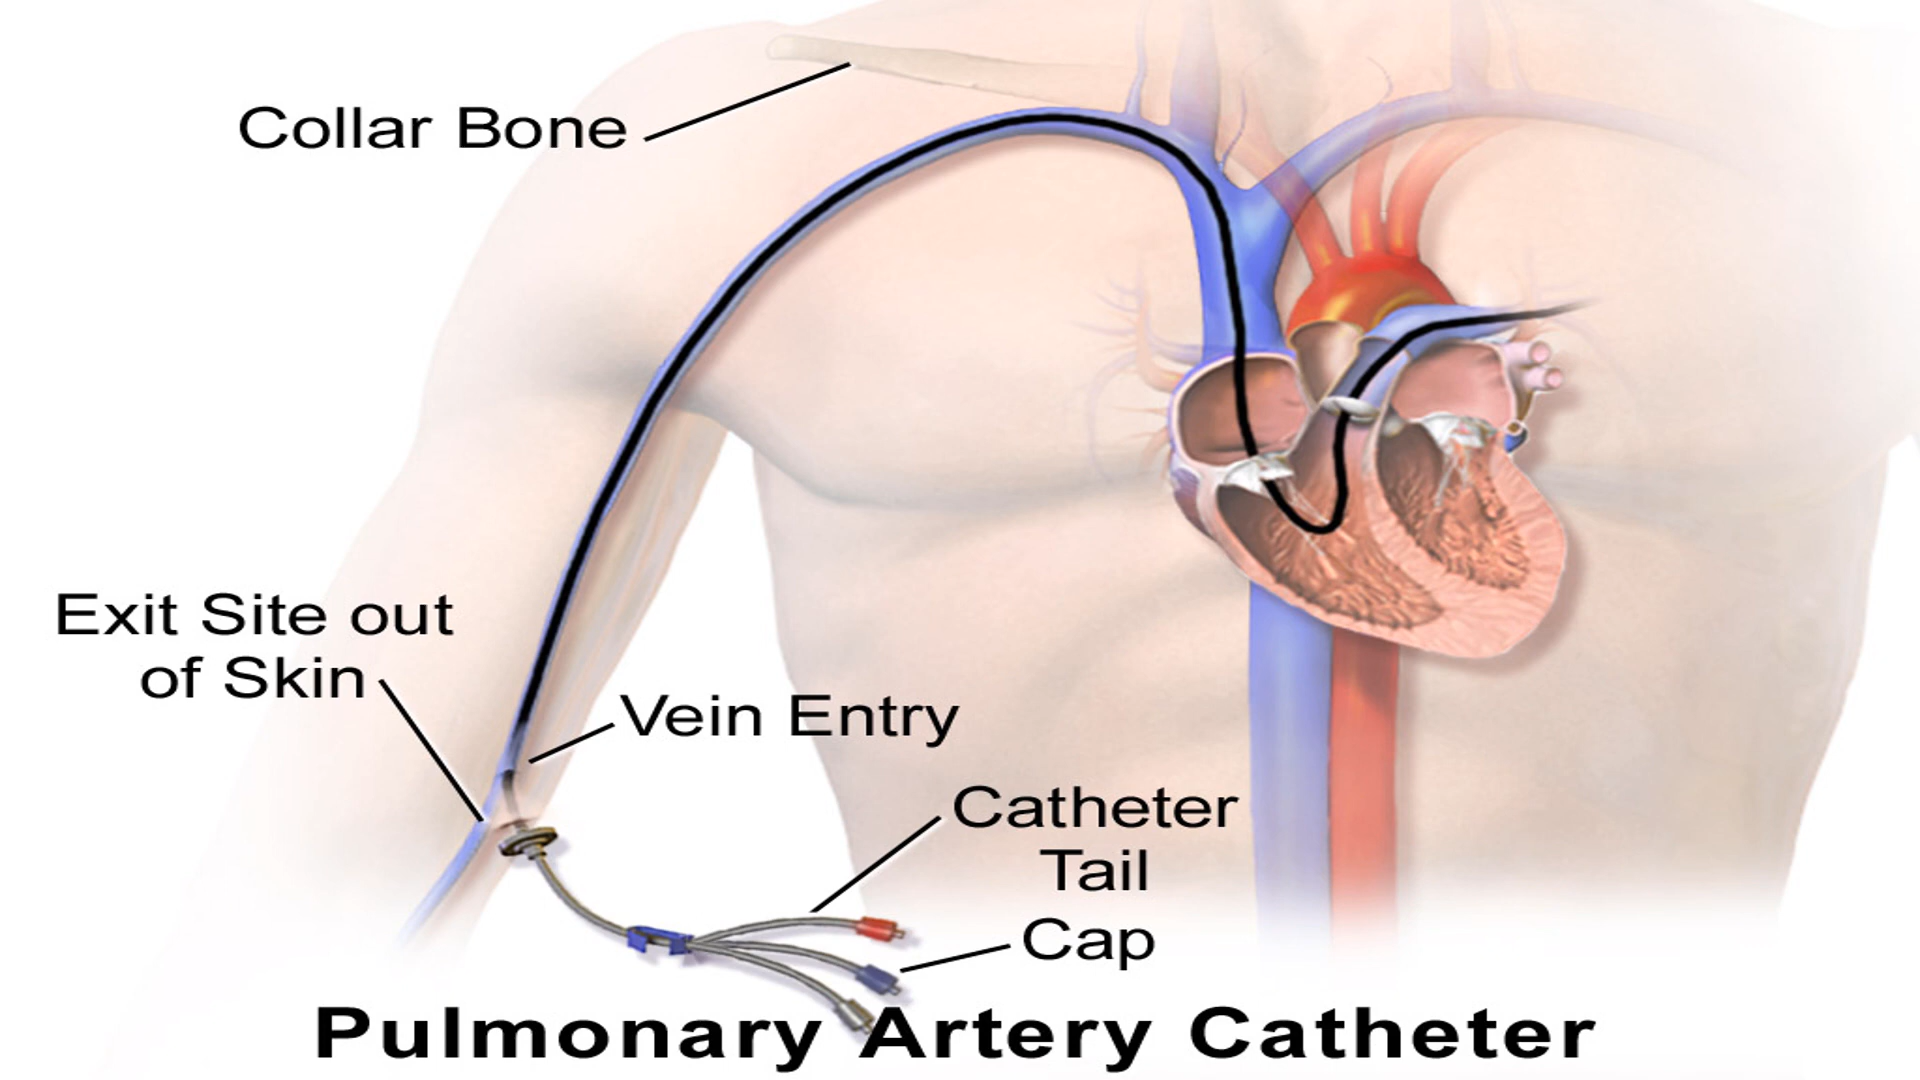 Collar Bone
Exit Site out
of Skin
Vein Entry
Catheter
Tail
Cap
Pulmonary Artery Catheter